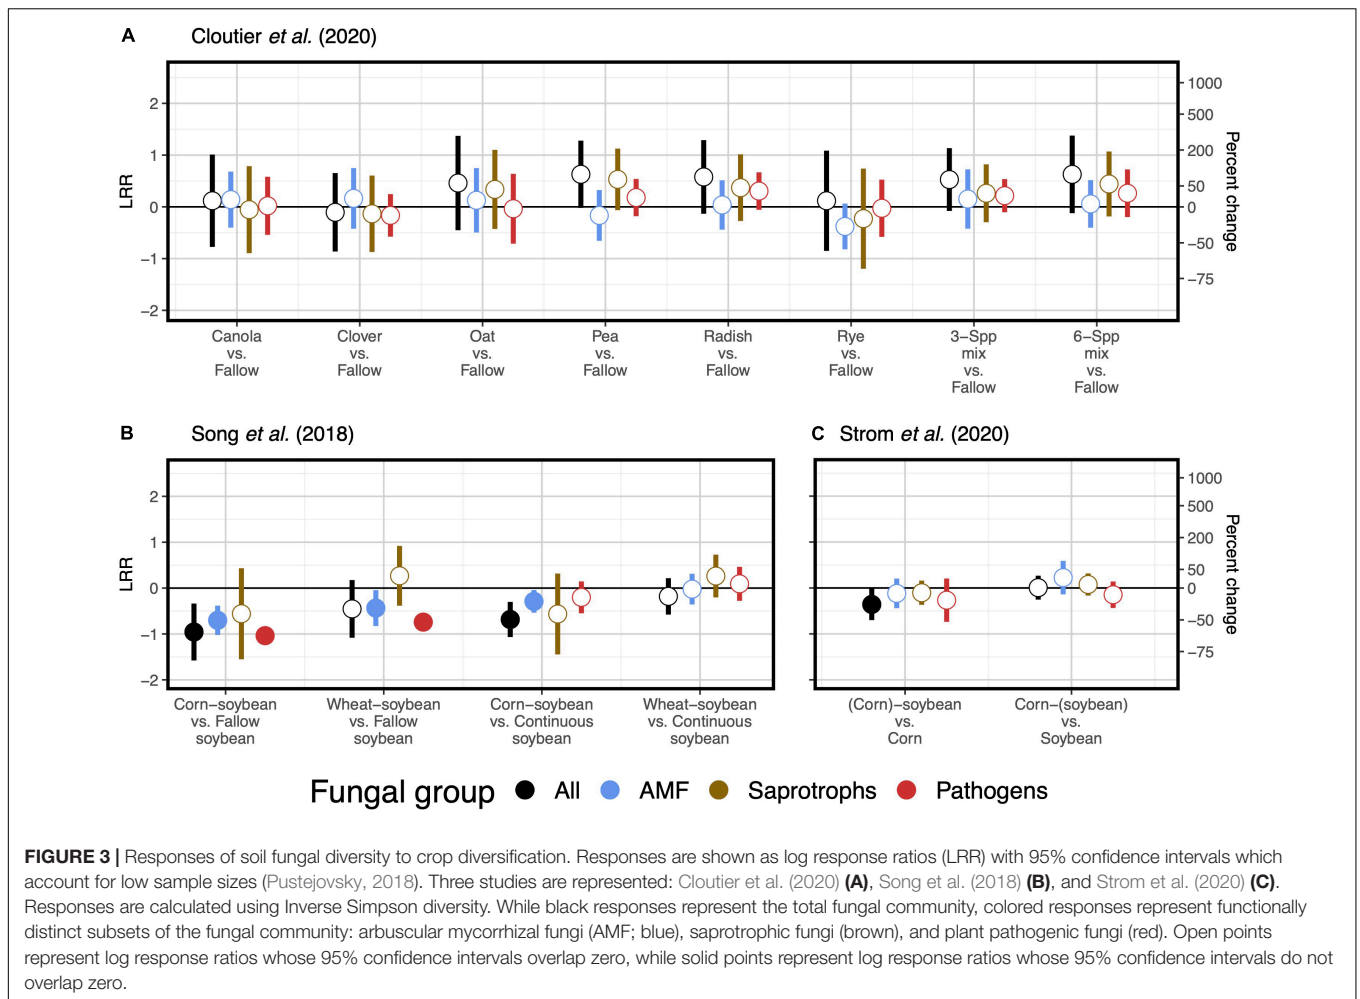 A Cloutier et al. (2020)
LRR
2
1
0
−1
−2
1000
500
200
50
0
−50
−75
Percent change
Canola vs. Fallow
Clover vs. Fallow
Oat vs. Fallow
Pea vs. Fallow
Radish vs. Fallow
Rye vs. Fallow
3−Spp mix vs. Fallow
6−Spp mix vs. Fallow
B Song et al. (2018)
LRR
2
1
0
−1
−2
Corn−soybean vs. Fallow soybean
Wheat−soybean vs. Fallow soybean
Corn−soybean vs. Continuous soybean
Wheat−soybean vs. Continuous soybean
C Strom et al. (2020)
1000
500
200
50
0
−50
−75
Percent change
(Corn)−soybean vs. Corn
Corn−(soybean) vs. Soybean
Fungal group All AMF Saprotrophs Pathogens
FIGURE 3 | Responses of soil fungal diversity to crop diversification. Responses are shown as log response ratios (LRR) with 95% confidence intervals which
account for low sample sizes (Pustejovsky, 2018). Three studies are represented: Cloutier et al. (2020) (A), Song et al. (2018) (B), and Strom et al. (2020) (C).
Responses are calculated using Inverse Simpson diversity. While black responses represent the total fungal community, colored responses represent functionally
distinct subsets of the fungal community: arbuscular mycorrhizal fungi (AMF; blue), saprotrophic fungi (brown), and plant pathogenic fungi (red). Open points
represent log response ratios whose 95% confidence intervals overlap zero, while solid points represent log response ratios whose 95% confidence intervals do not
overlap zero.